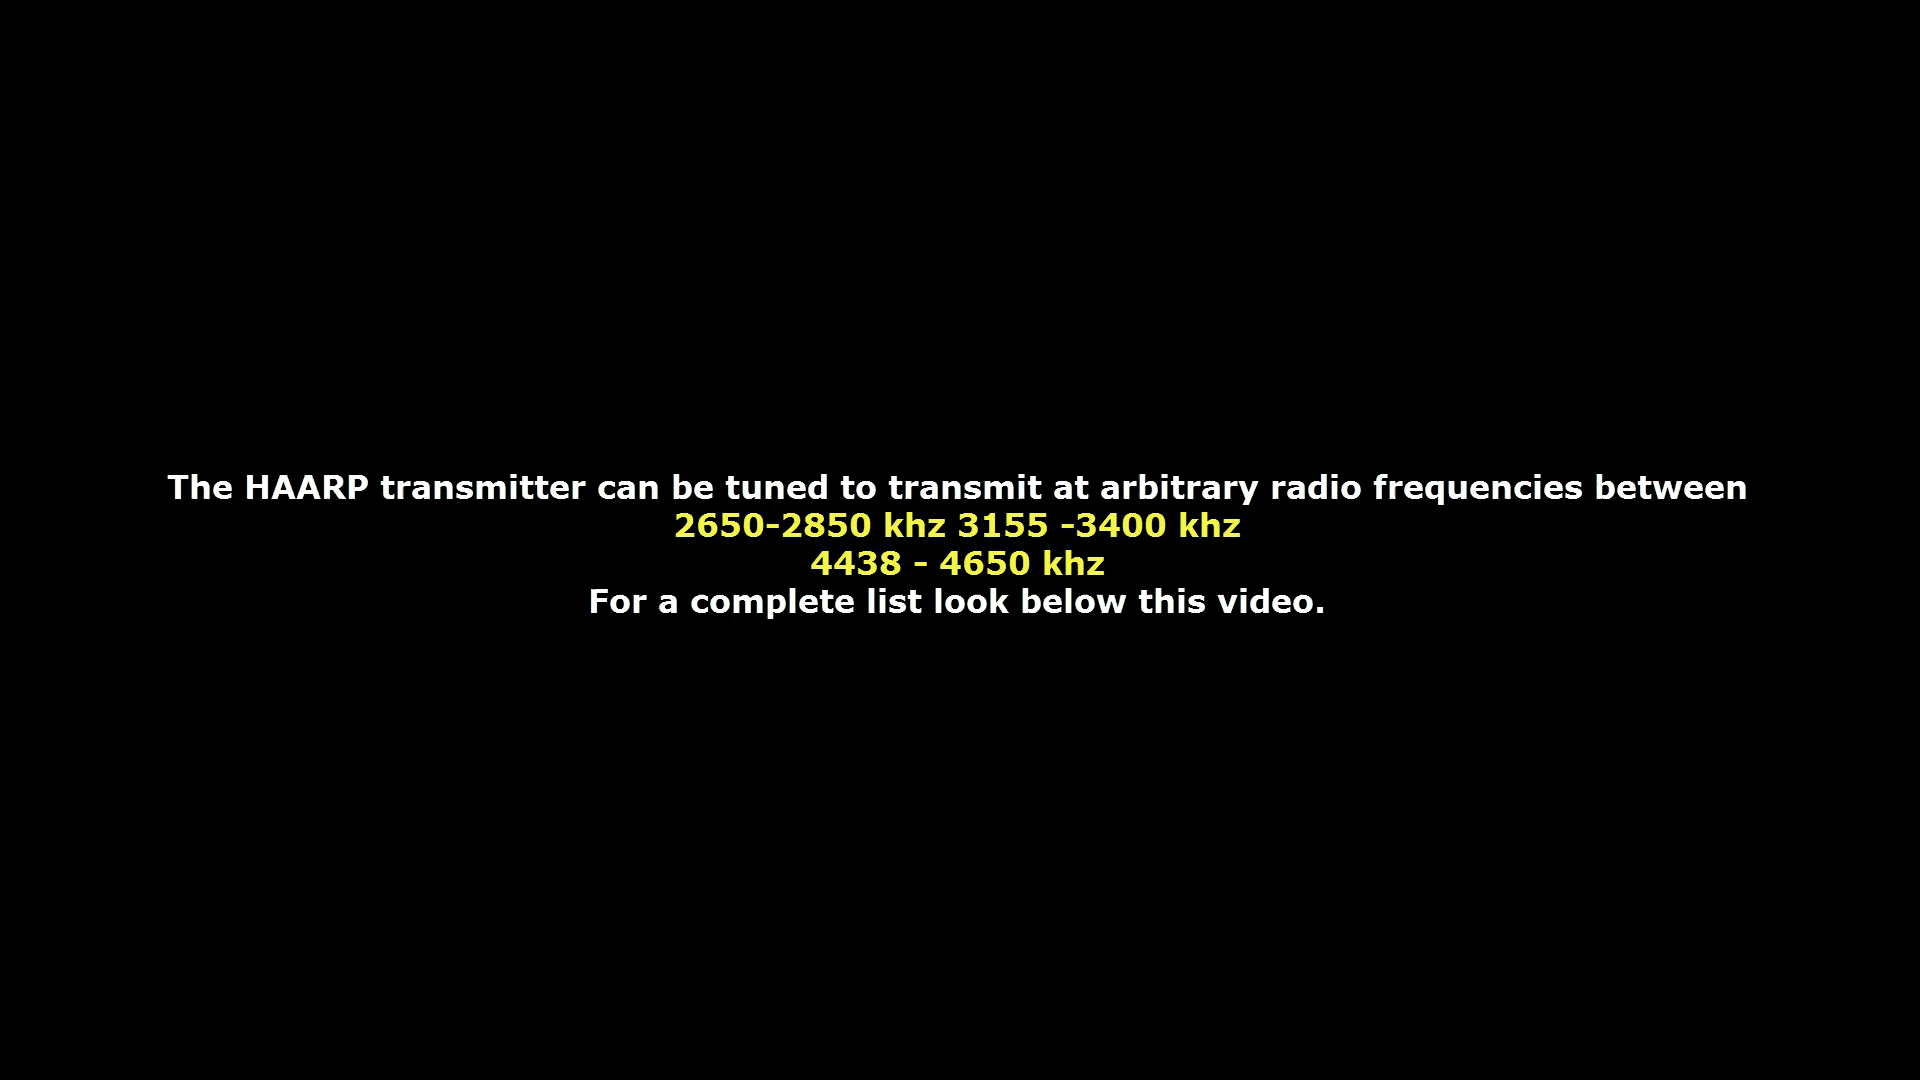 The HAARP transmitter can be tuned to transmit at arbitrary radio frequencies between
2650-2850 khz 3155 -3400 khz
4438 - 4650 khz
For a complete list look below this video.